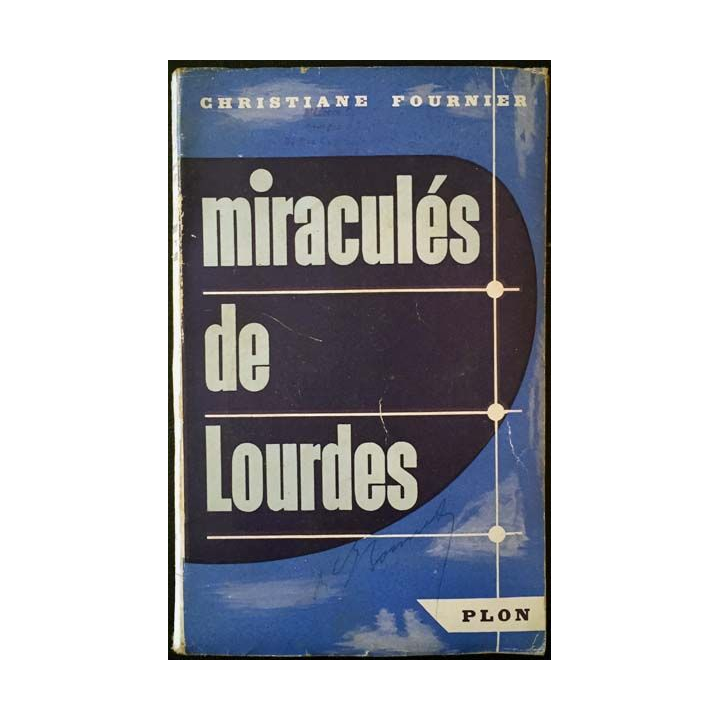 CHRISTIANE FOURNIER
miraculés
de
Lourdes
PLON